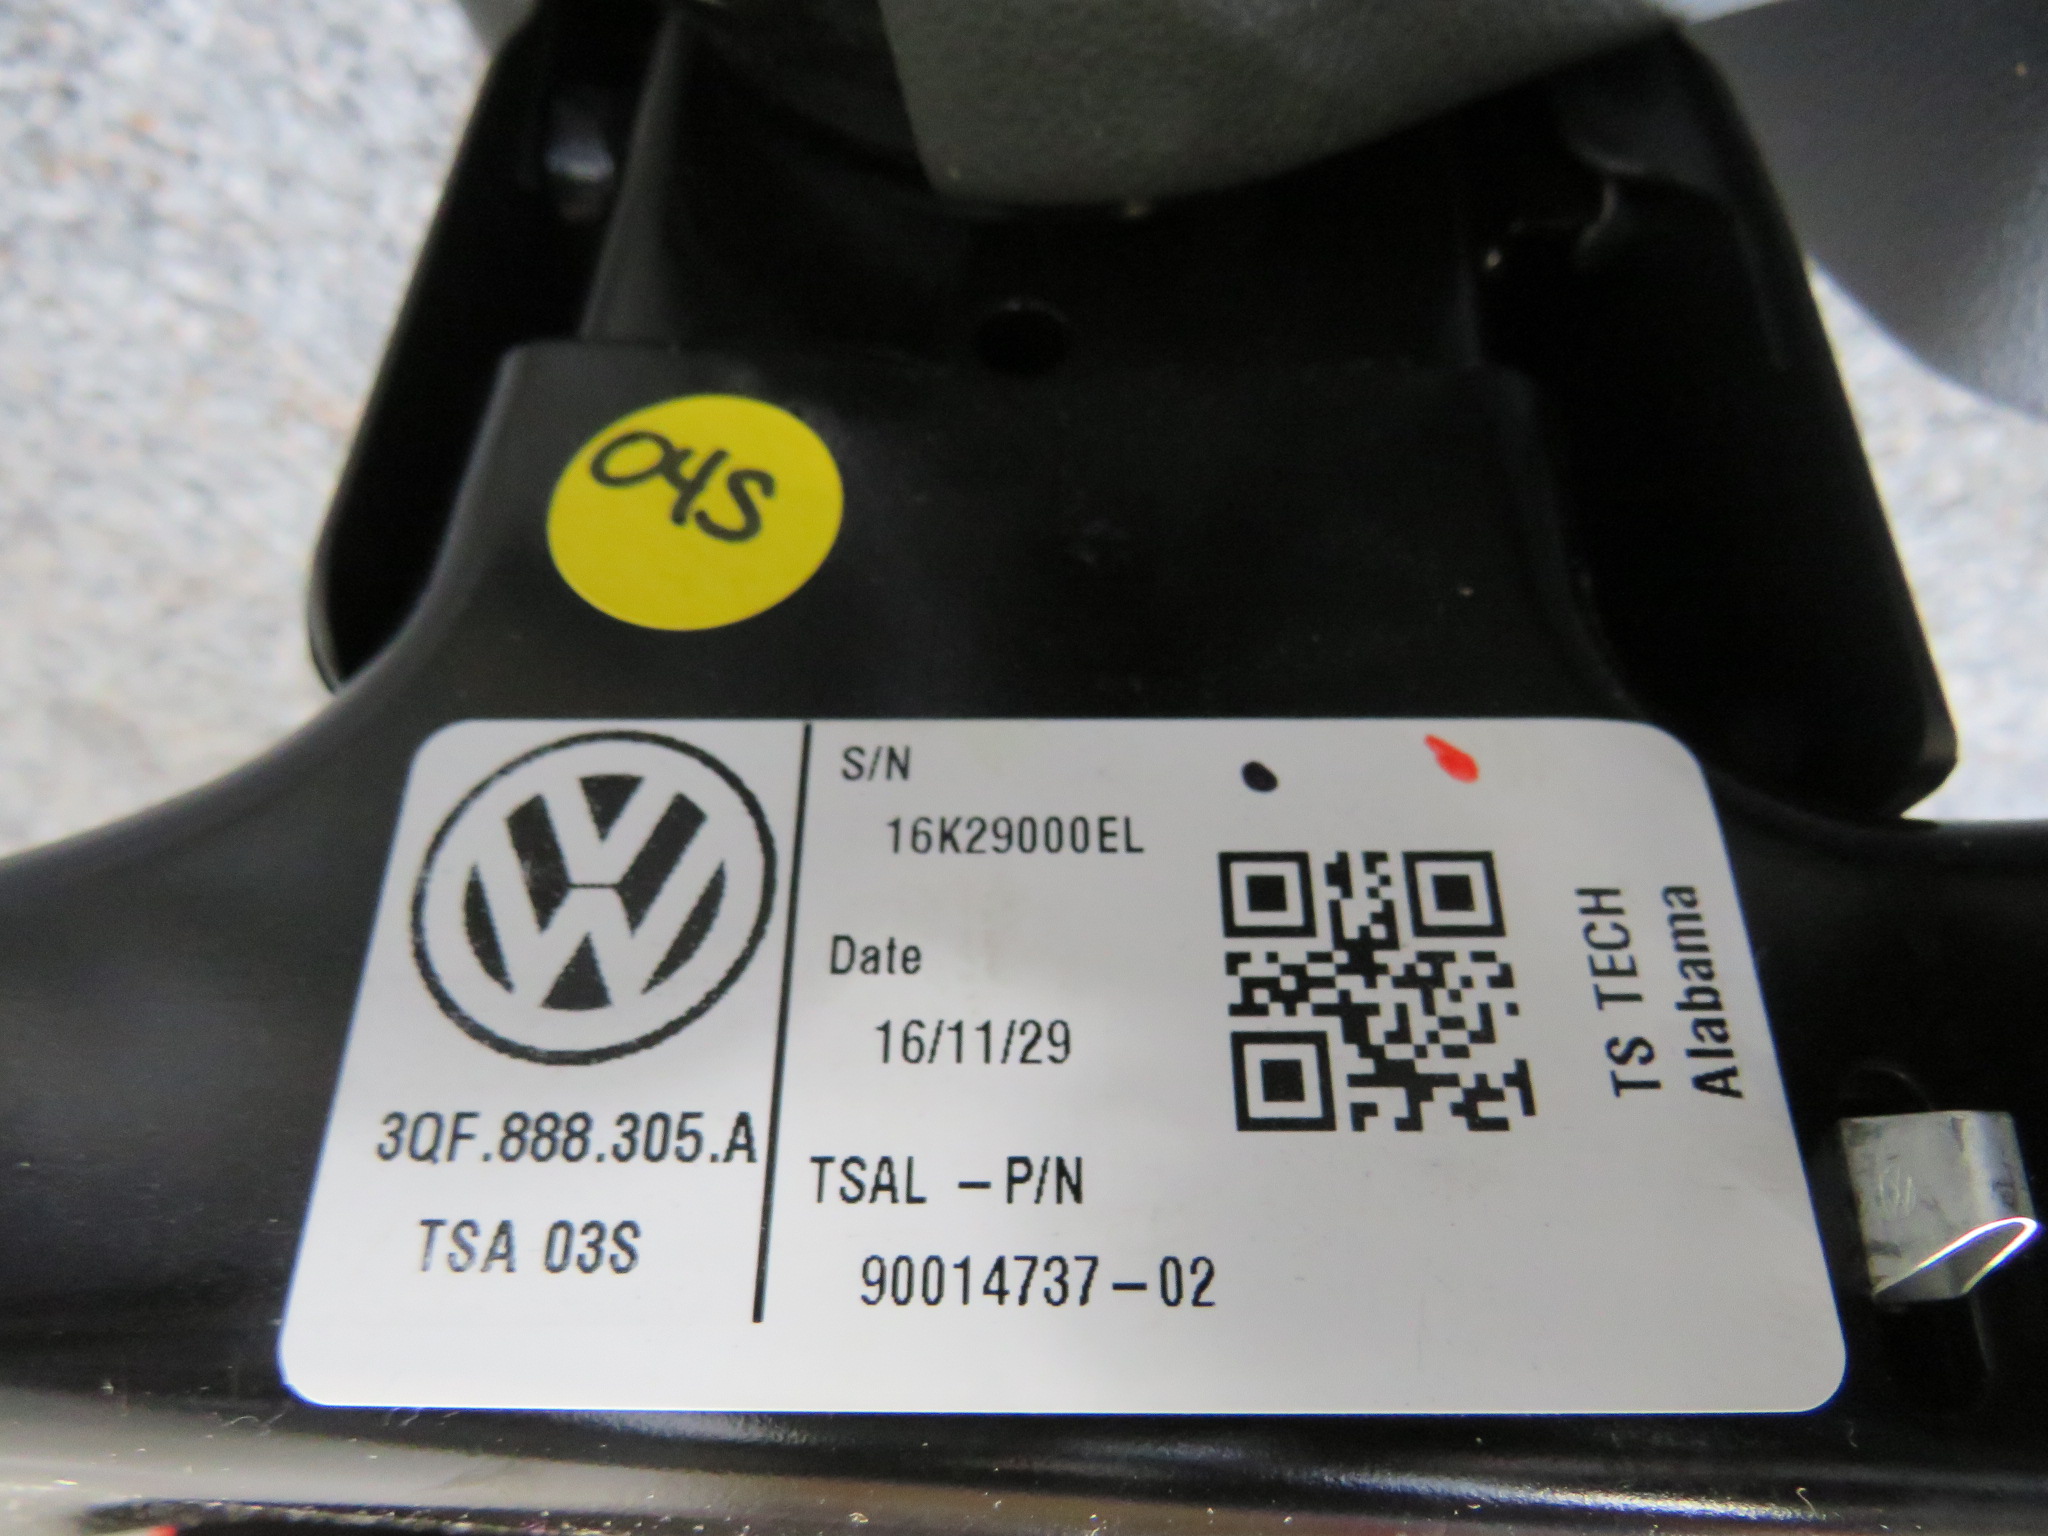 04S
3QF.888.305.A
TSA 03S
S/N
16K29000EL
Date
16/11/29
TSAL – P/N
90014737–02
TS TECH
Alabama